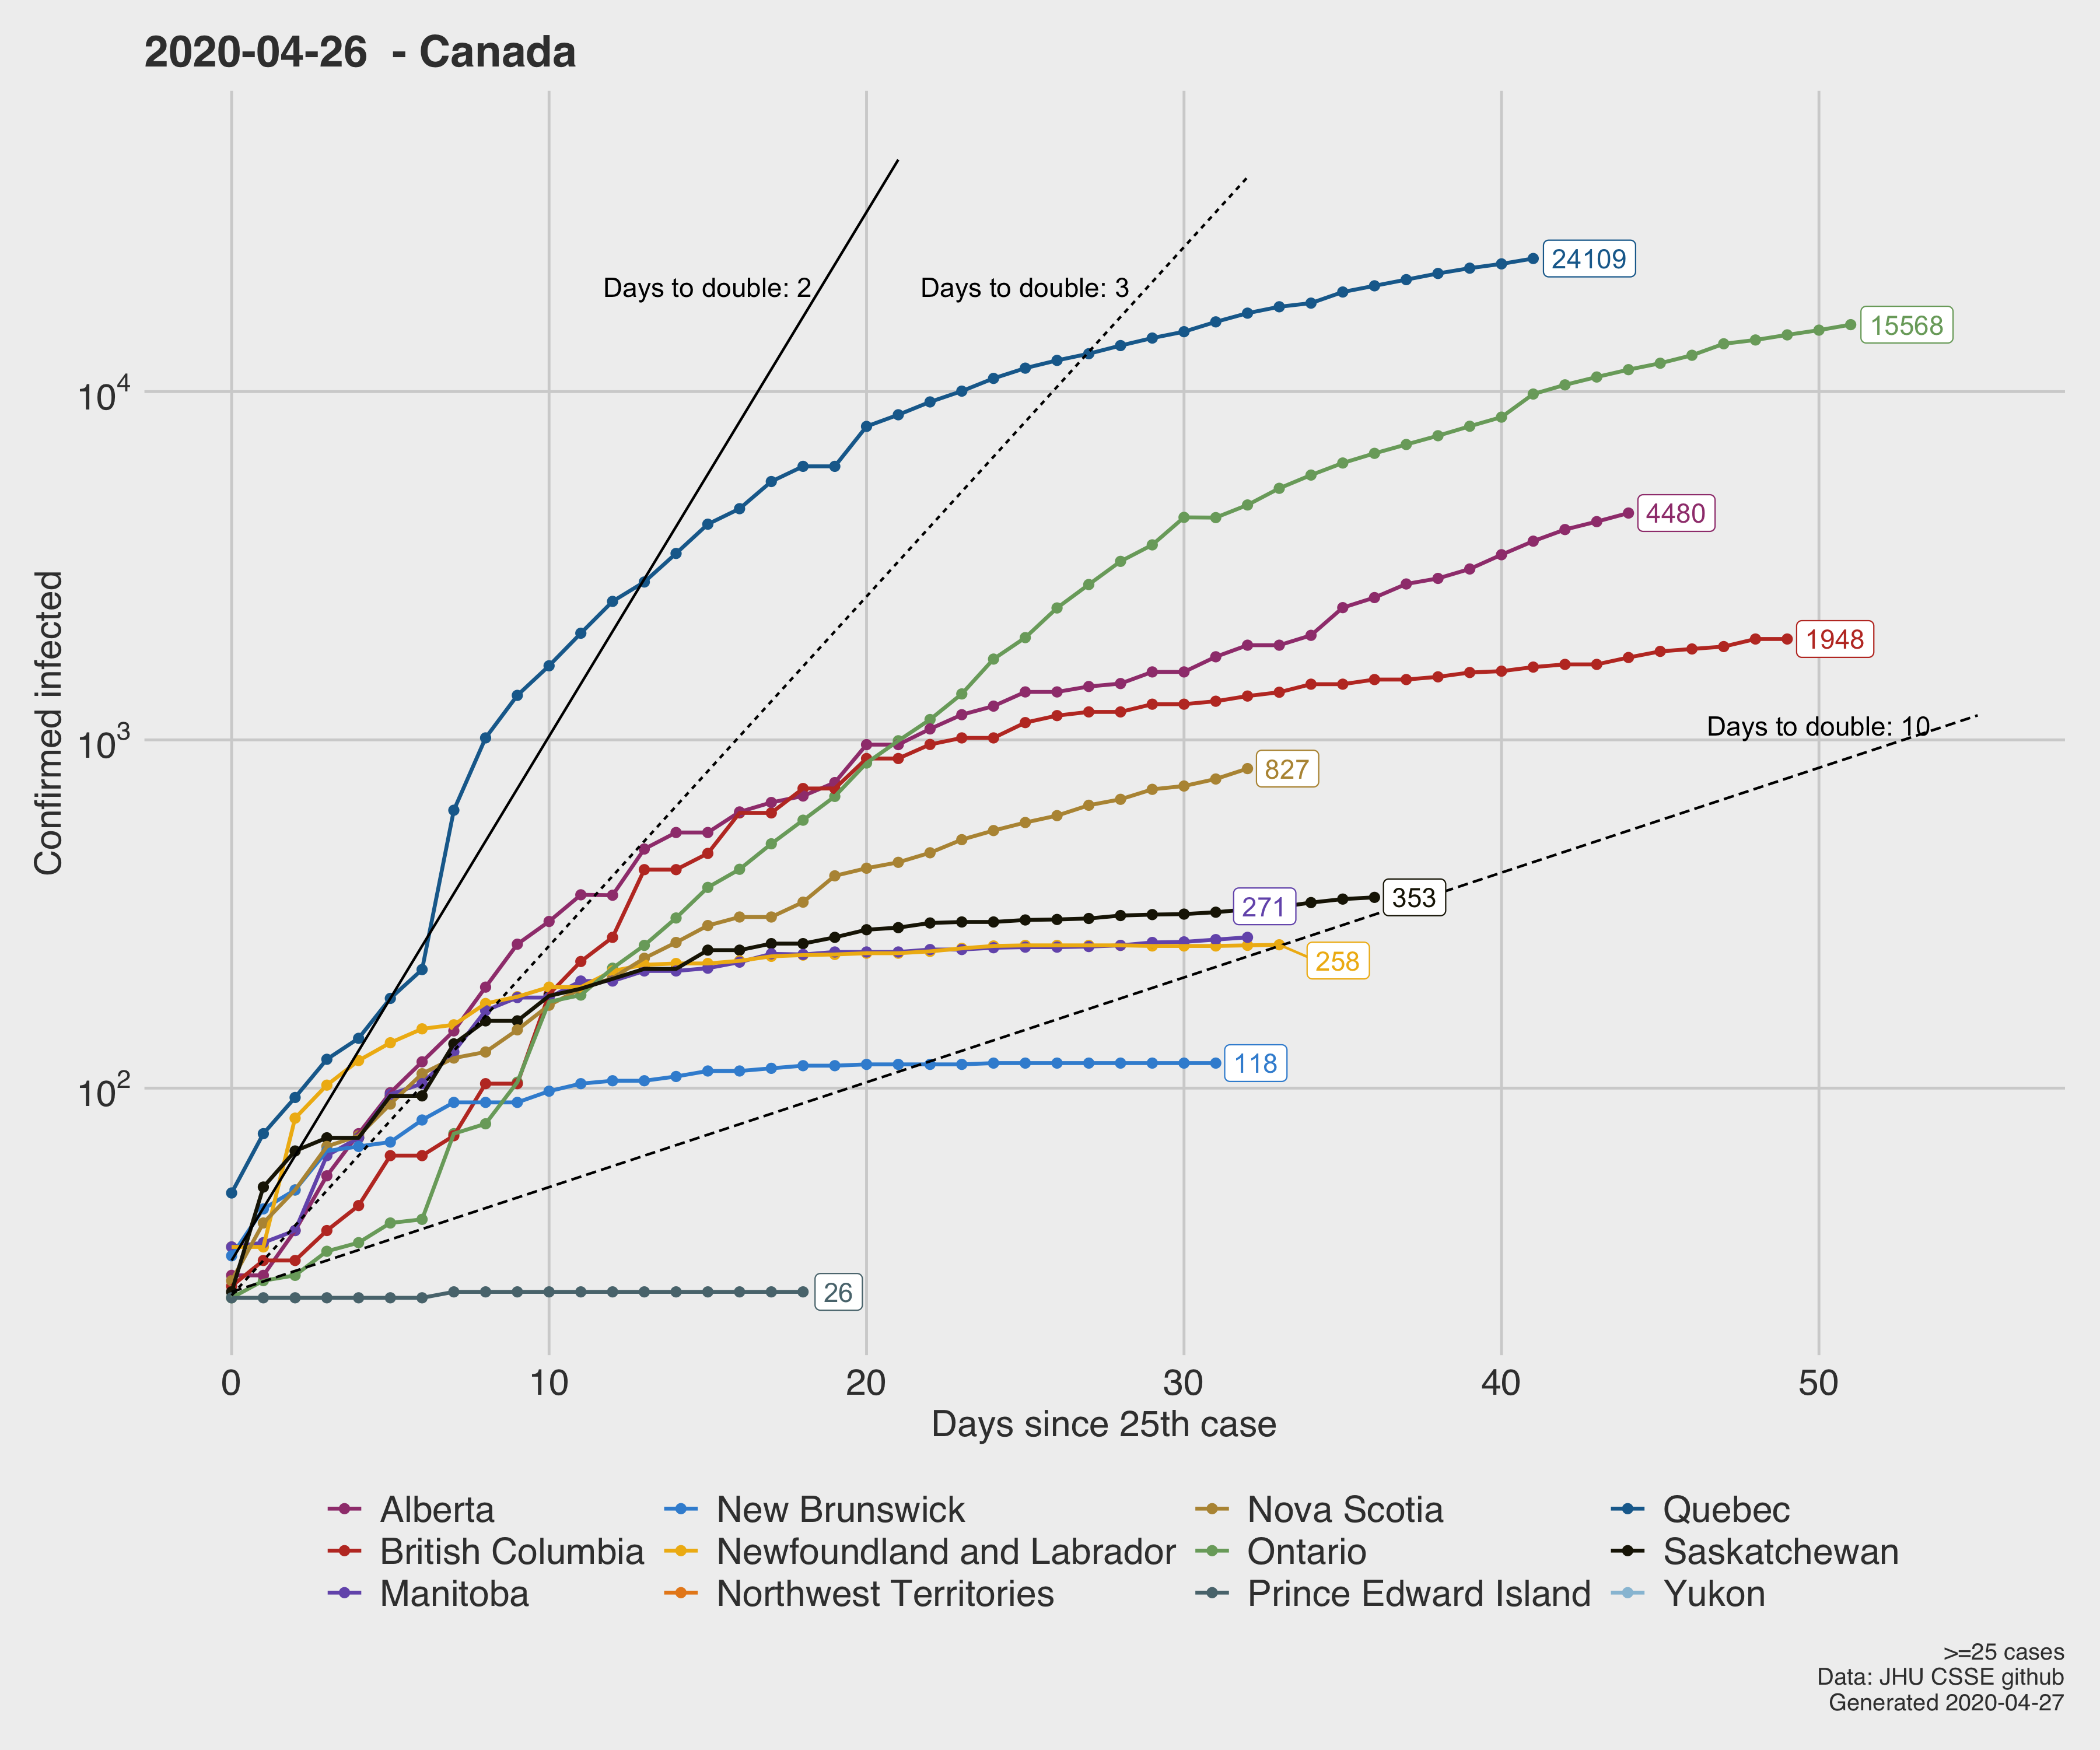 2020-04-26  - Canada
Days to double: 2
Days to double: 3
24109
15568
10^4
4480
1948
Days to double: 10
10^3
827
353
271
258
118
10^2
26
Confirmed infected
0 10 20 30 40 50
Days since 25th case
Alberta New Brunswick Nova Scotia Quebec
British Columbia Newfoundland and Labrador Ontario Saskatchewan
Manitoba Northwest Territories Prince Edward Island Yukon
>=25 cases
Data: JHU CSSE github
Generated 2020-04-27